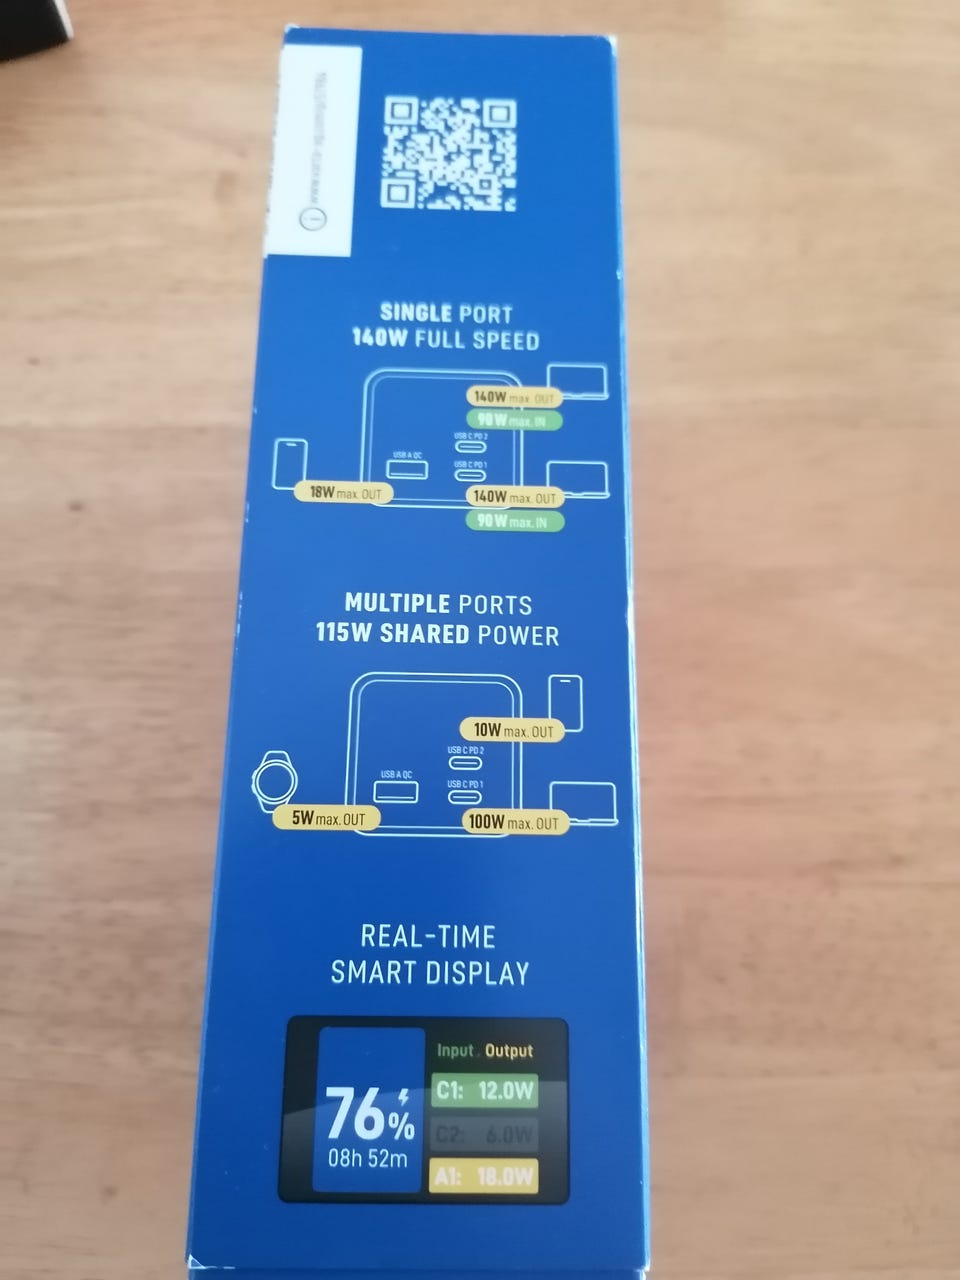 SINGLE PORT
140W FULL SPEED
140W max. OUT
90W max. IN
USB C PD 2
USB A QC
USB C PD 1
18W max. OUT
140W max. OUT
90W max. IN
MULTIPLE PORTS
115W SHARED POWER
10W max. OUT
USB C PD 2
USB A QC
USB C PD 1
5W max. OUT
100W max. OUT
REAL-TIME
SMART DISPLAY
Input Output
76%
08h 52m
C1: 12.0W
C2: 6.0W
A1: 18.0W